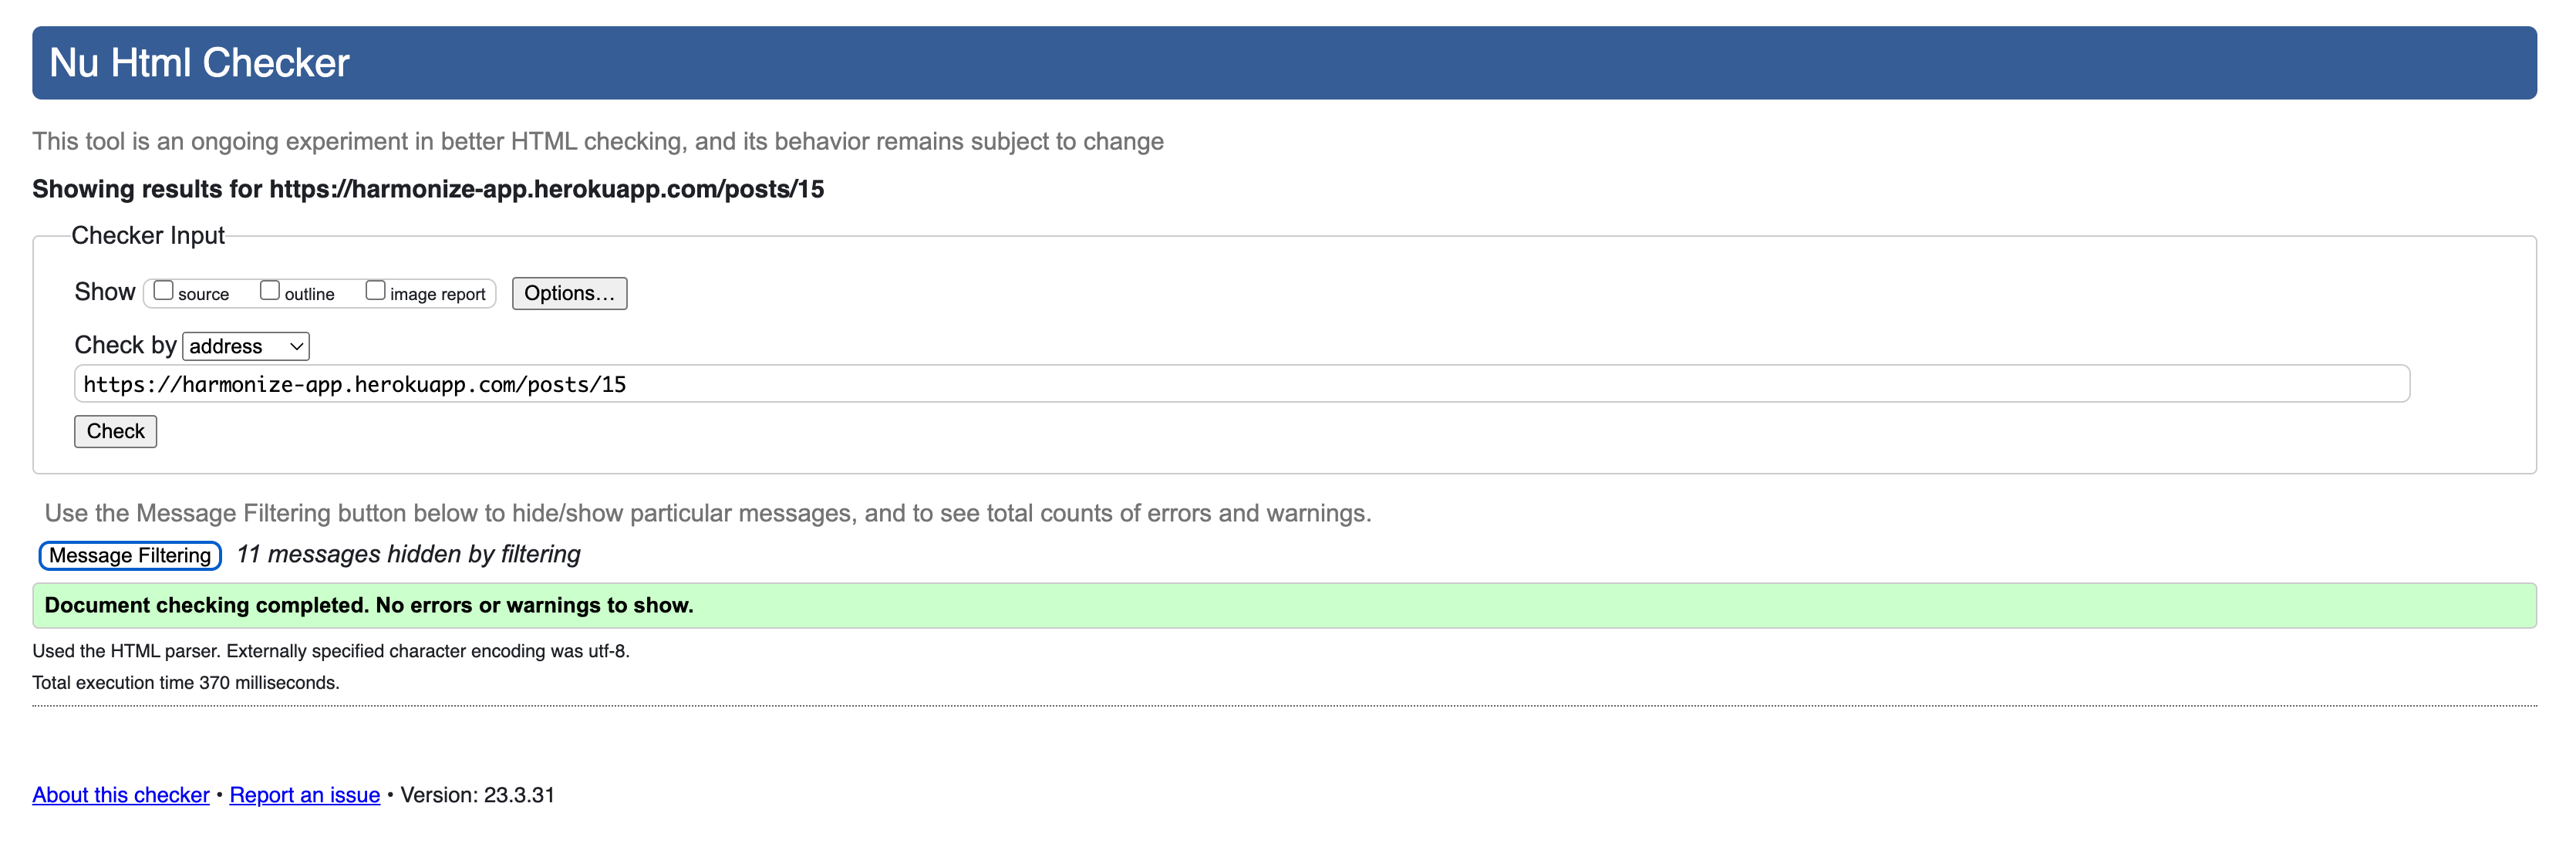 Nu Html Checker
This tool is an ongoing experiment in better HTML checking, and its behavior remains subject to change
Showing results for https://harmonize-app.herokuapp.com/posts/15
Checker Input
Show source outline image report Options…
Check by address
https://harmonize-app.herokuapp.com/posts/15
Check
Use the Message Filtering button below to hide/show particular messages, and to see total counts of errors and warnings.
Message Filtering 11 messages hidden by filtering
Document checking completed. No errors or warnings to show.
Used the HTML parser. Externally specified character encoding was utf-8.
Total execution time 370 milliseconds.
About this checker • Report an issue • Version: 23.3.31